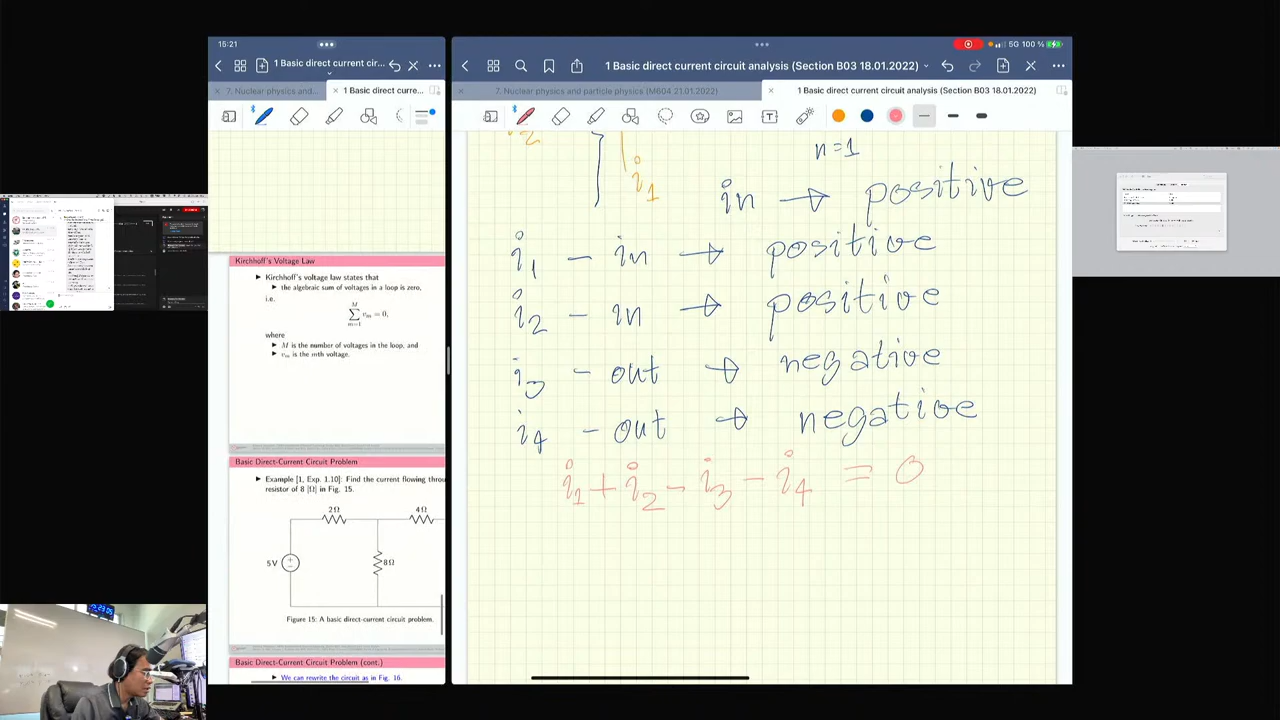 15:21
1 Basic direct current cir...
7. Nuclear physics and...
1 Basic direct curre...
Kirchhoff's Voltage Law
Kirchhoff's voltage law states that
the algebraic sum of voltages in a loop is zero,
i.e.
M
∑ vₘ = 0,
m=1
where
M is the number of voltages in the loop, and
vₘ is the mth voltage.
Basic Direct-Current Circuit Problem
Example [1, Exp. 1.10]: Find the current flowing throu
resistor of 8 [Ω] in Fig. 15.
2Ω
4Ω
5V
8Ω
Figure 15: A basic direct-current circuit problem.
Basic Direct-Current Circuit Problem (cont.)
We can rewrite the circuit as in Fig. 16.
5G 100 %
1 Basic direct current circuit analysis (Section B03 18.01.2022)
7. Nuclear physics and particle physics (M604 21.01.2022)
1 Basic direct current circuit analysis (Section B03 18.01.2022)
i₂
i₁
n=1
in → positive
i₁ – in → positive
i₂ – in → positive
i₃ – out → negative
i₄ – out → negative
i₁ + i₂ – i₃ – i₄ = 0